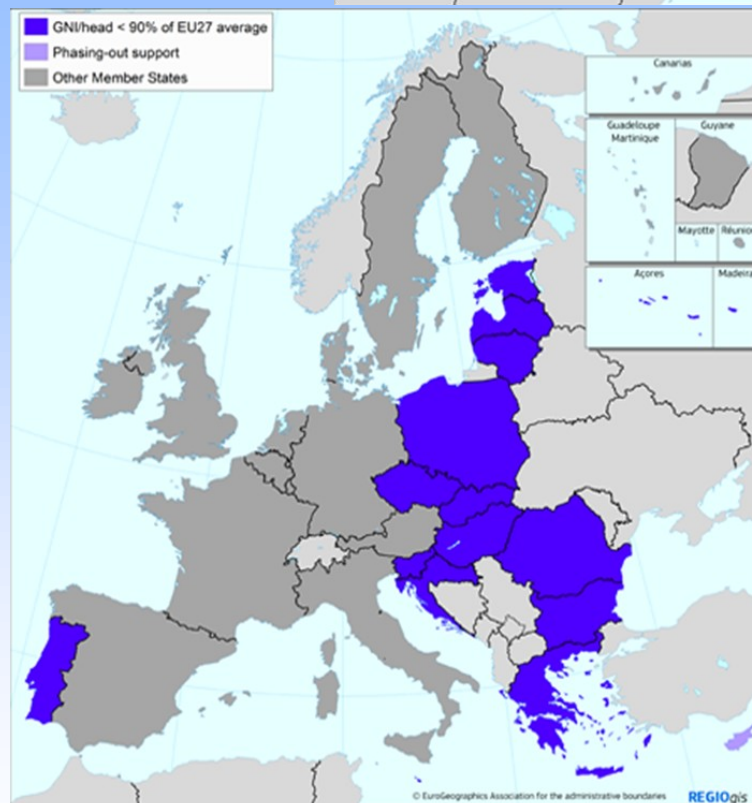 GNI/head < 90% of EU27 average
Phasing-out support
Other Member States
Canarias
Guadeloupe
Martinique
Guyane
Mayotte
Réunion
Açores
Madeira
© EuroGeographics Association for the administrative boundaries
REGIOgis